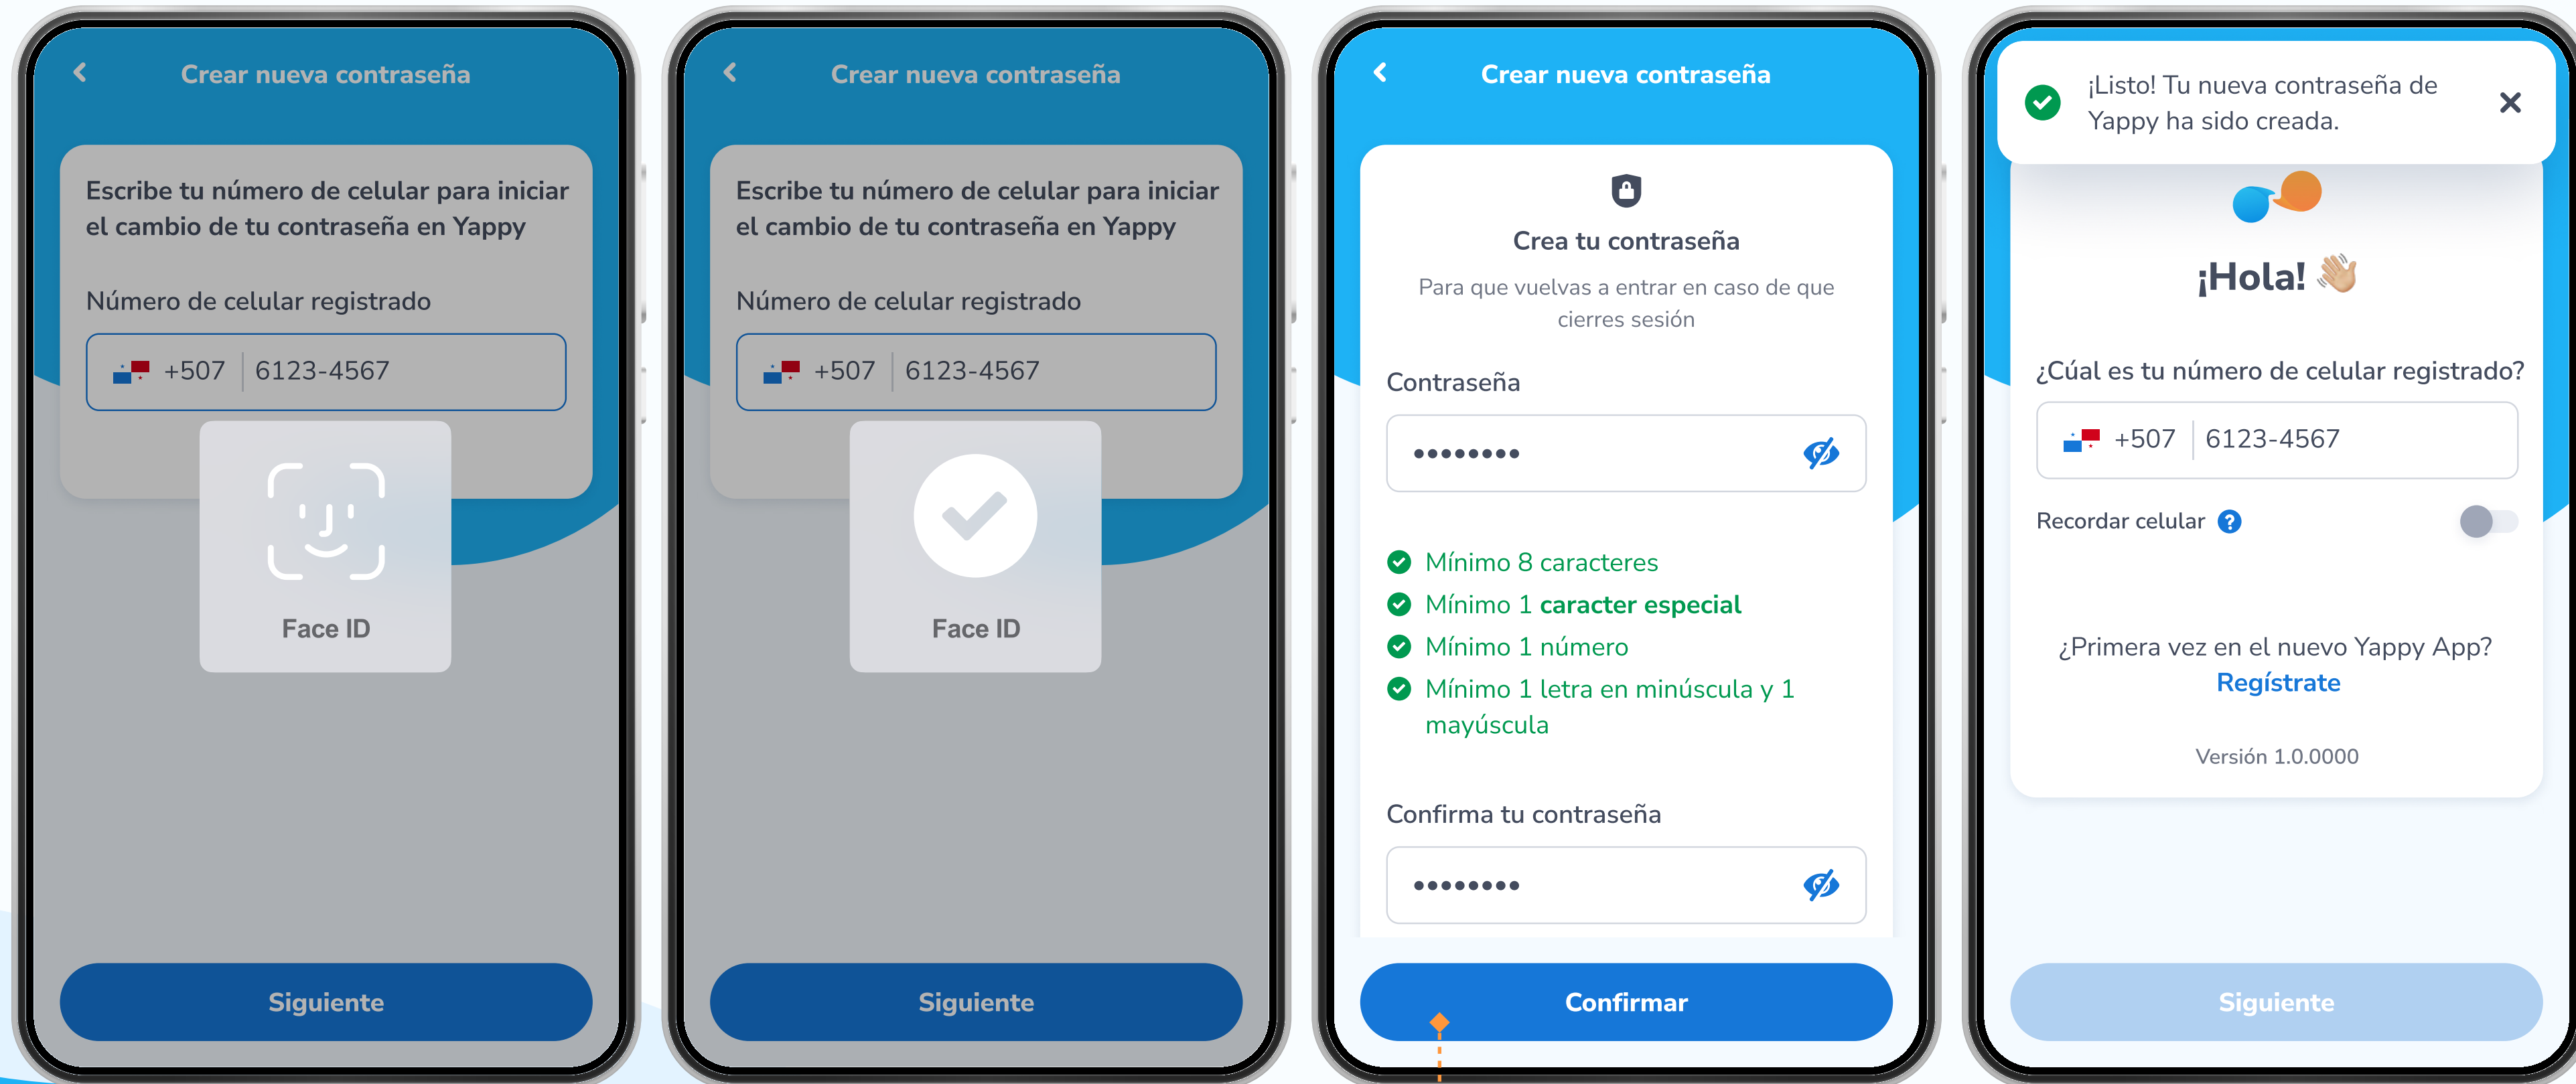 Crear nueva contraseña
Escribe tu número de celular para iniciar
el cambio de tu contraseña en Yappy
Número de celular registrado
+507 6123-4567
Face ID
Siguiente
Crear nueva contraseña
Escribe tu número de celular para iniciar
el cambio de tu contraseña en Yappy
Número de celular registrado
+507 6123-4567
Face ID
Siguiente
Crear nueva contraseña
Crea tu contraseña
Para que vuelvas a entrar en caso de que
cierres sesión
Contraseña
••••••••
Mínimo 8 caracteres
Mínimo 1 caracter especial
Mínimo 1 número
Mínimo 1 letra en minúscula y 1
mayúscula
Confirma tu contraseña
••••••••
Confirmar
¡Listo! Tu nueva contraseña de
Yappy ha sido creada.
¡Hola! 👋🏼
¿Cúal es tu número de celular registrado?
+507 6123-4567
Recordar celular ?
¿Primera vez en el nuevo Yappy App?
Regístrate
Versión 1.0.0000
Siguiente